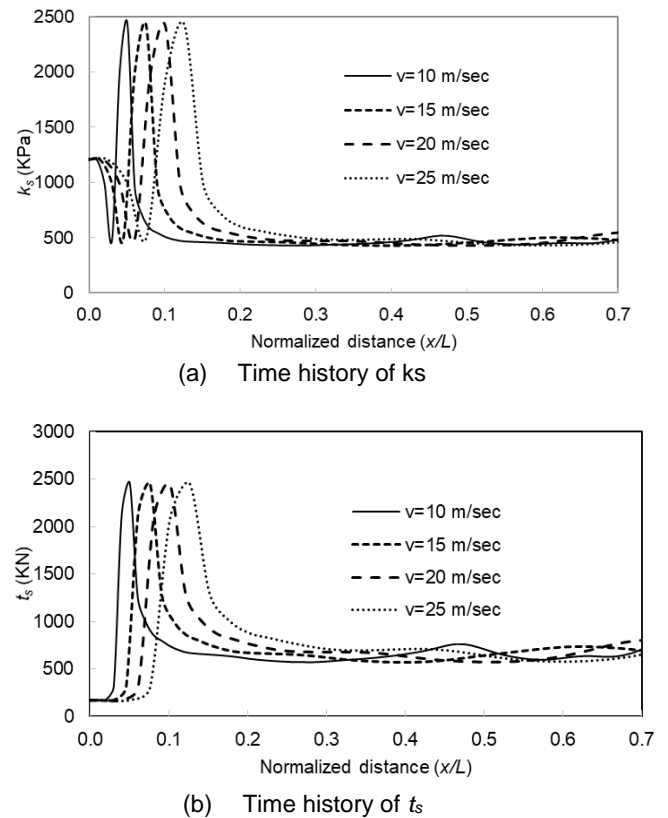 2500
2000
1500
1000
500
0
ks (KPa)
v=10 m/sec
v=15 m/sec
v=20 m/sec
v=25 m/sec
0.0 0.1 0.2 0.3 0.4 0.5 0.6 0.7
Normalized distance (x/L)
(a) Time history of ks
3000
2500
2000
1500
1000
500
0
ts (KN)
v=10 m/sec
v=15 m/sec
v=20 m/sec
v=25 m/sec
0.0 0.1 0.2 0.3 0.4 0.5 0.6 0.7
Normalized distance (x/L)
(b) Time history of ts